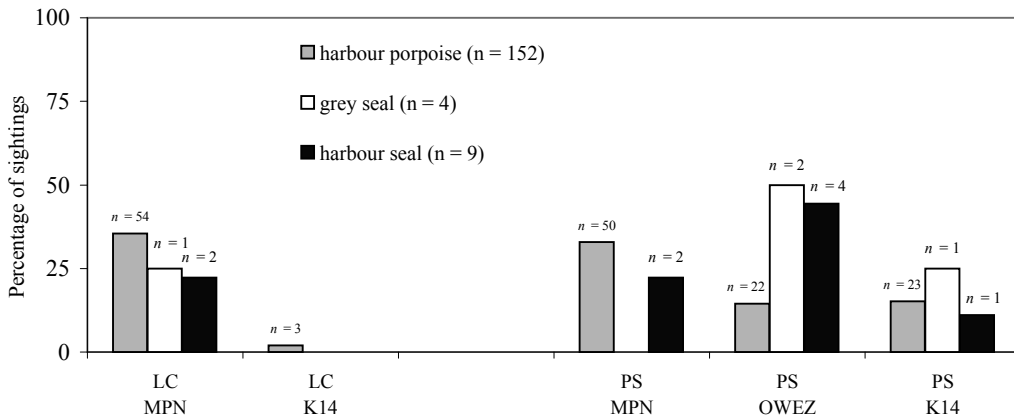 Percentage of sightings
100
75
50
25
0
harbour porpoise (n = 152)
grey seal (n = 4)
harbour seal (n = 9)
n = 54
n = 1
n = 2
n = 3
n = 50
n = 2
n = 22
n = 2
n = 4
n = 23
n = 1
n = 1
LC
MPN
LC
K14
PS
MPN
PS
OWEZ
PS
K14